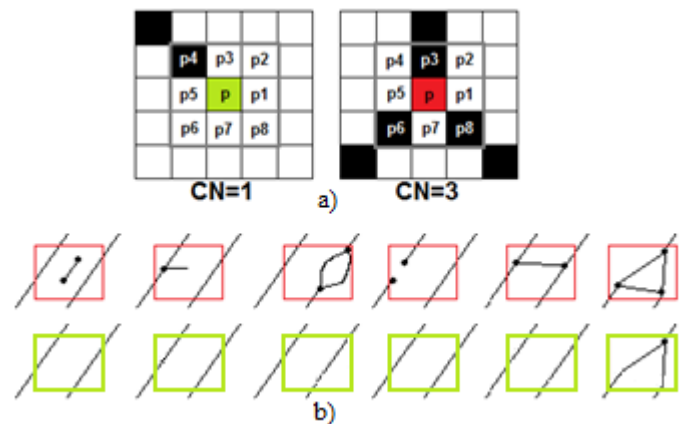 p4 p3 p2 p4 p3 p2
p5 p p1 p5 p p1
p6 p7 p8 p6 p7 p8
CN=1 CN=3
a)
b)